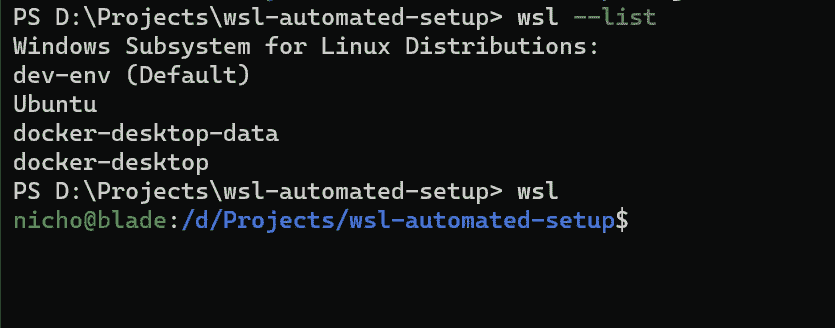 PS D:\Projects\wsl-automated-setup> wsl --list
Windows Subsystem for Linux Distributions:
dev-env (Default)
Ubuntu
docker-desktop-data
docker-desktop
PS D:\Projects\wsl-automated-setup> wsl
nicho@blade:/d/Projects/wsl-automated-setup$